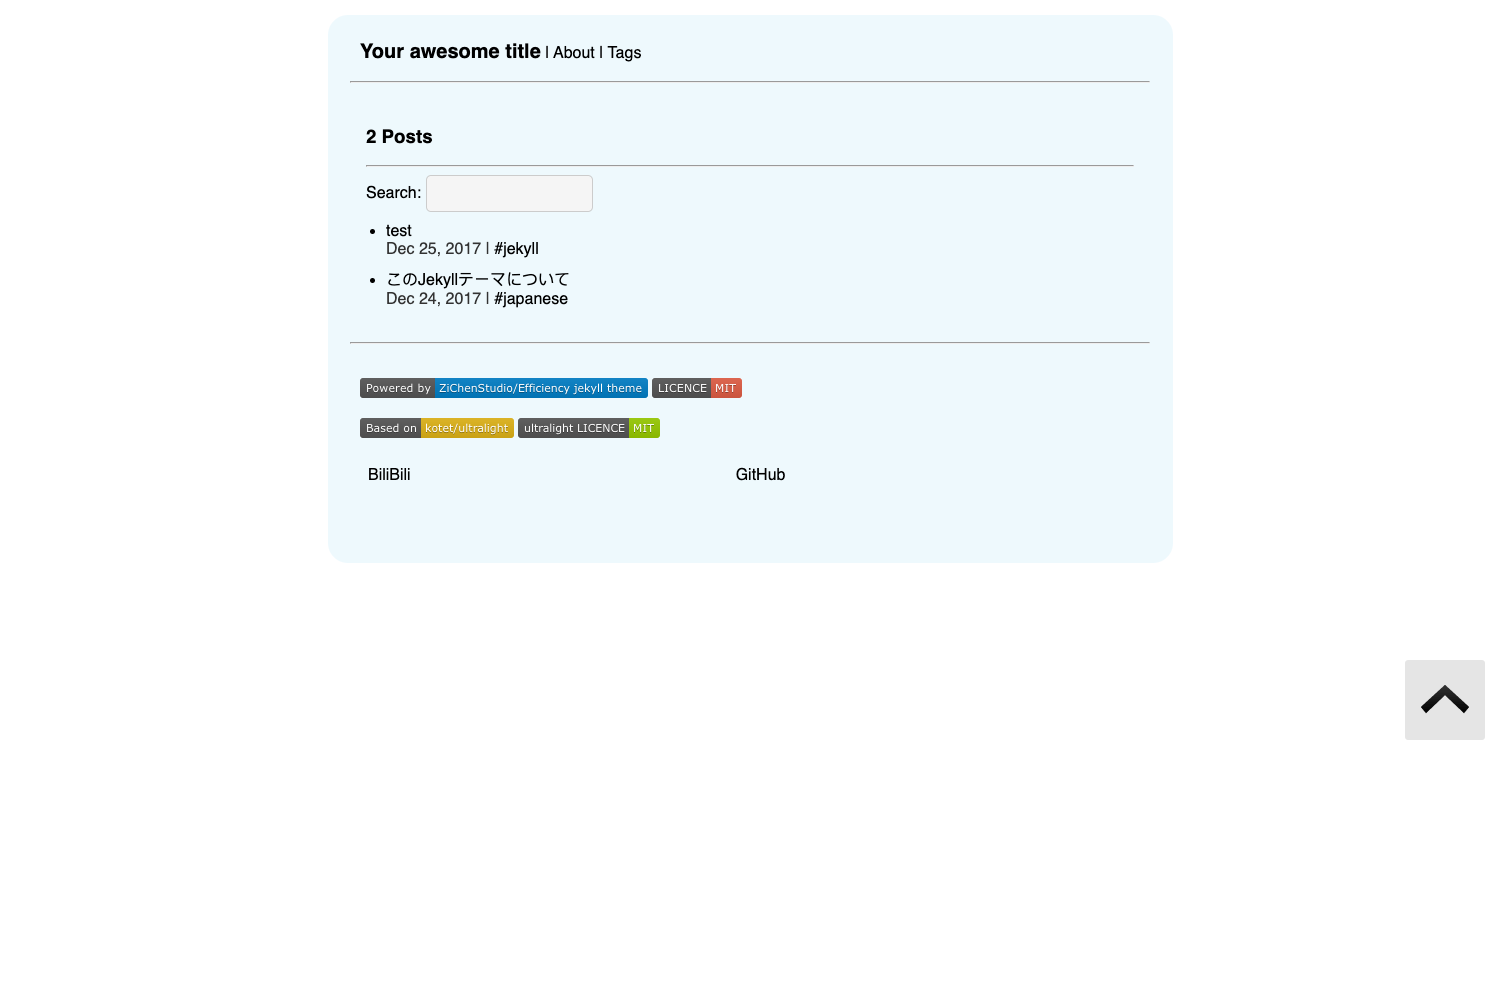 Your awesome title | About | Tags
2 Posts
Search:
test
Dec 25, 2017 | #jekyll
このJekyllテーマについて
Dec 24, 2017 | #japanese
Powered by ZiChenStudio/Efficiency jekyll theme LICENCE MIT
Based on kotet/ultralight ultralight LICENCE MIT
BiliBili GitHub